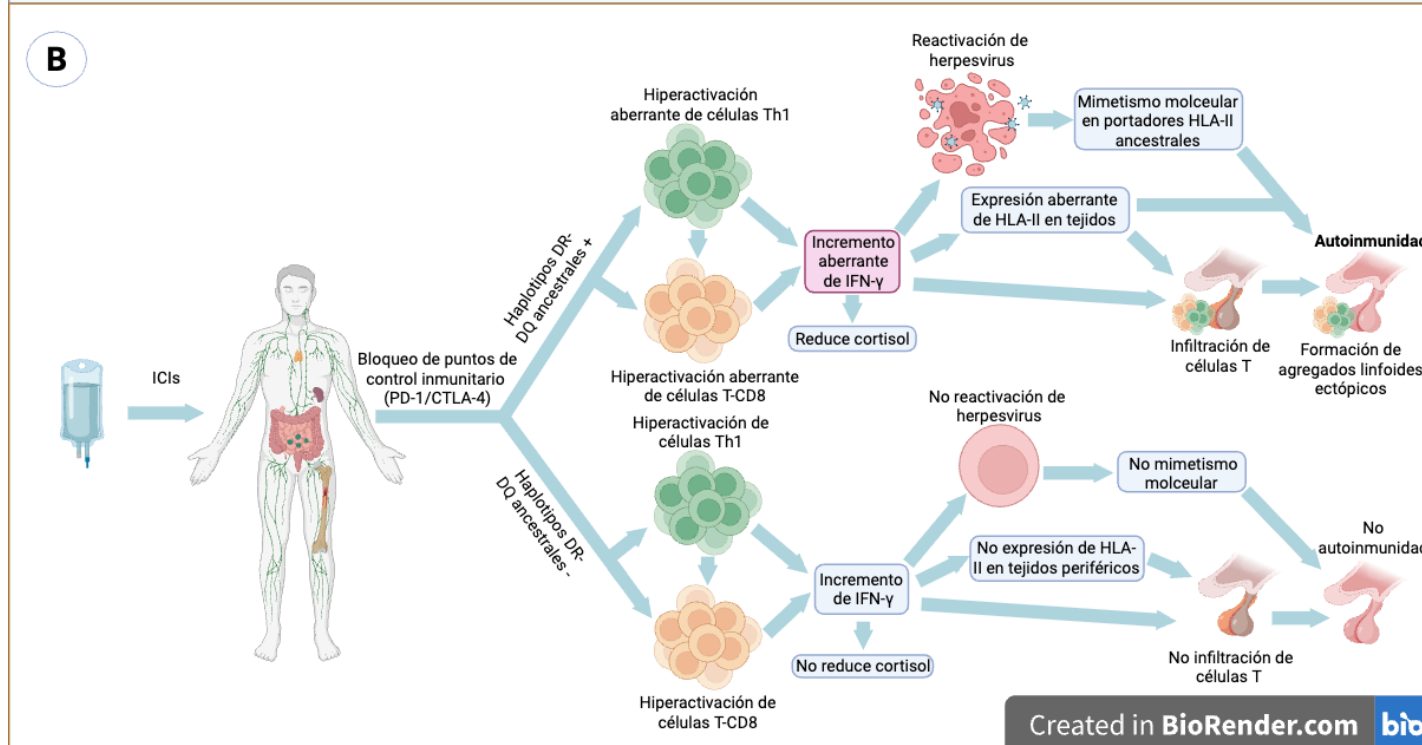 B
ICIs
Bloqueo de puntos de
control inmunitario
(PD-1/CTLA-4)
Haplotipos DR-
DQ ancestrales +
Hiperactivación
aberrante de células Th1
Hiperactivación aberrante
de células T-CD8
Incremento
aberrante
de IFN-γ
Reduce cortisol
Reactivación de
herpesvirus
Mimetismo molceular
en portadores HLA-II
ancestrales
Expresión aberrante
de HLA-II en tejidos
Infiltración de
células T
Autoinmunidad
Formación de
agregados linfoides
ectópicos
Haplotipos DR-
DQ ancestrales -
Hiperactivación de
células Th1
Hiperactivación de
células T-CD8
Incremento
de IFN-γ
No reduce cortisol
No reactivación de
herpesvirus
No mimetismo
molceular
No expresión de HLA-
II en tejidos periféricos
No infiltración de
células T
No
autoinmunidad
Created in BioRender.com
bio